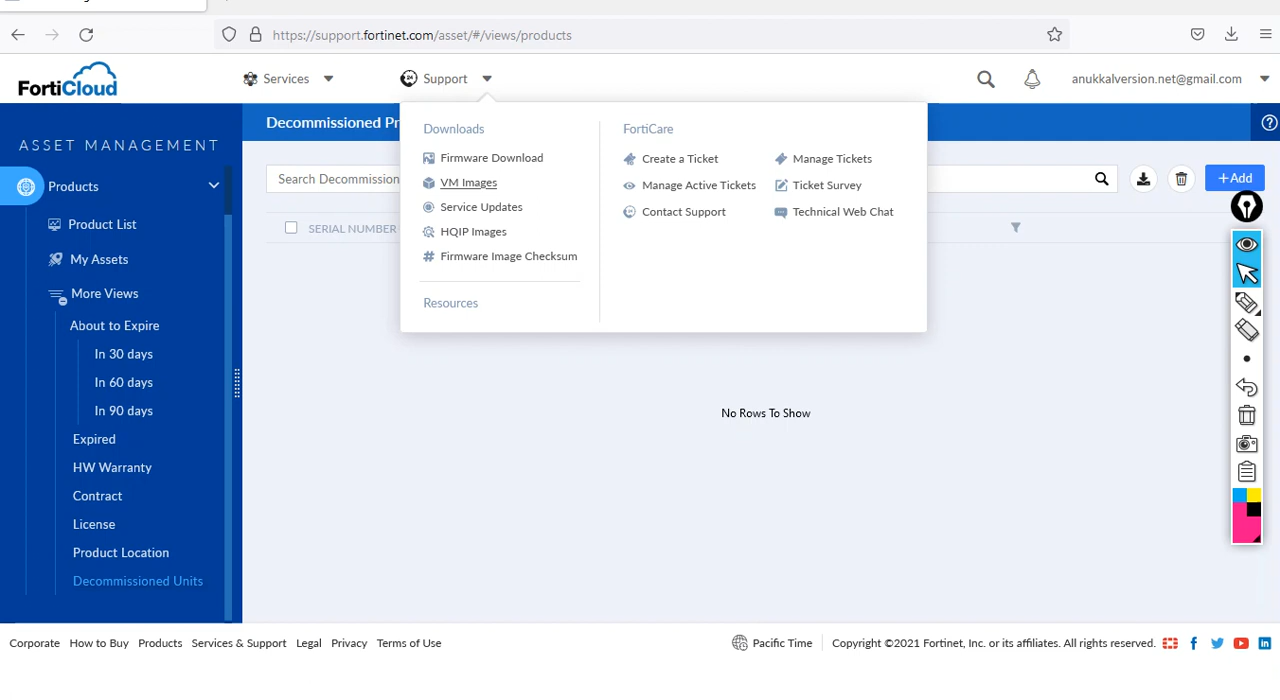 https://support.fortinet.com/asset/#/views/products
FortiCloud
Services
Support
anukkalversion.net@gmail.com
ASSET MANAGEMENT
Products
Product List
My Assets
More Views
About to Expire
In 30 days
In 60 days
In 90 days
Expired
HW Warranty
Contract
License
Product Location
Decommissioned Units
Decommissioned Pr
Search Decommission
+Add
SERIAL NUMBER
Downloads
Firmware Download
VM Images
Service Updates
HQIP Images
Firmware Image Checksum
Resources
FortiCare
Create a Ticket
Manage Tickets
Manage Active Tickets
Ticket Survey
Contact Support
Technical Web Chat
No Rows To Show
Corporate How to Buy Products Services & Support Legal Privacy Terms of Use
Pacific Time
Copyright ©2021 Fortinet, Inc. or its affiliates. All rights reserved.